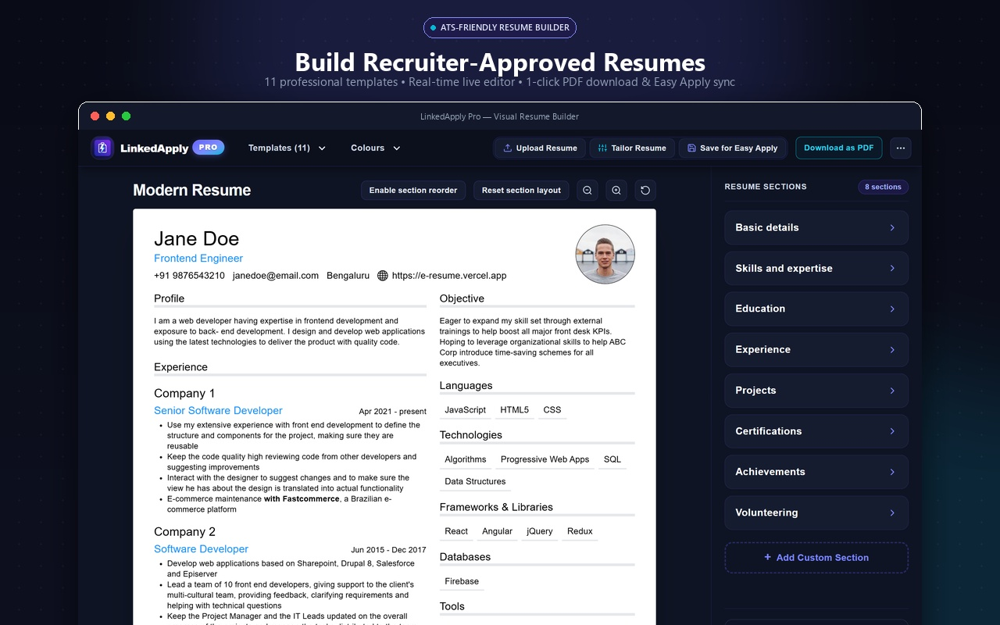 ATS-FRIENDLY RESUME BUILDER
Build Recruiter-Approved Resumes
11 professional templates • Real-time live editor • 1-click PDF download & Easy Apply sync
LinkedApply Pro — Visual Resume Builder
LinkedApply PRO
Templates (11)
Colours
Upload Resume
Tailor Resume
Save for Easy Apply
Download as PDF
Modern Resume
Enable section reorder
Reset section layout
Jane Doe
Frontend Engineer
+91 9876543210 janedoe@email.com Bengaluru https://e-resume.vercel.app
Profile
I am a web developer having expertise in frontend development and
exposure to back- end development. I design and develop web applications
using the latest technologies to deliver the product with quality code.
Experience
Company 1
Senior Software Developer Apr 2021 - present
• Use my extensive experience with front end development to define the
structure and components for the project, making sure they are
reusable
• Keep the code quality high reviewing code from other developers and
suggesting improvements
• Interact with the designer to suggest changes and to make sure the
view he has about the design is translated into actual functionality
• E-commerce maintenance with Fastcommerce, a Brazilian e-
commerce platform
Company 2
Software Developer Jun 2015 - Dec 2017
• Develop web applications based on Sharepoint, Drupal 8, Salesforce
and Episerver
• Lead a team of 10 front end developers, giving support to the client's
multi-cultural team, providing feedback, clarifying requirements and
helping with technical questions
• Keep the Project Manager and the IT Leads updated on the overall
Objective
Eager to expand my skill set through external
trainings to help boost all major front desk KPIs.
Hoping to leverage organizational skills to help ABC
Corp introduce time-saving schemes for all
executives.
Languages
JavaScript HTML5 CSS
Technologies
Algorithms Progressive Web Apps SQL
Data Structures
Frameworks & Libraries
React Angular jQuery Redux
Databases
Firebase
Tools
RESUME SECTIONS
8 sections
Basic details
Skills and expertise
Education
Experience
Projects
Certifications
Achievements
Volunteering
+ Add Custom Section